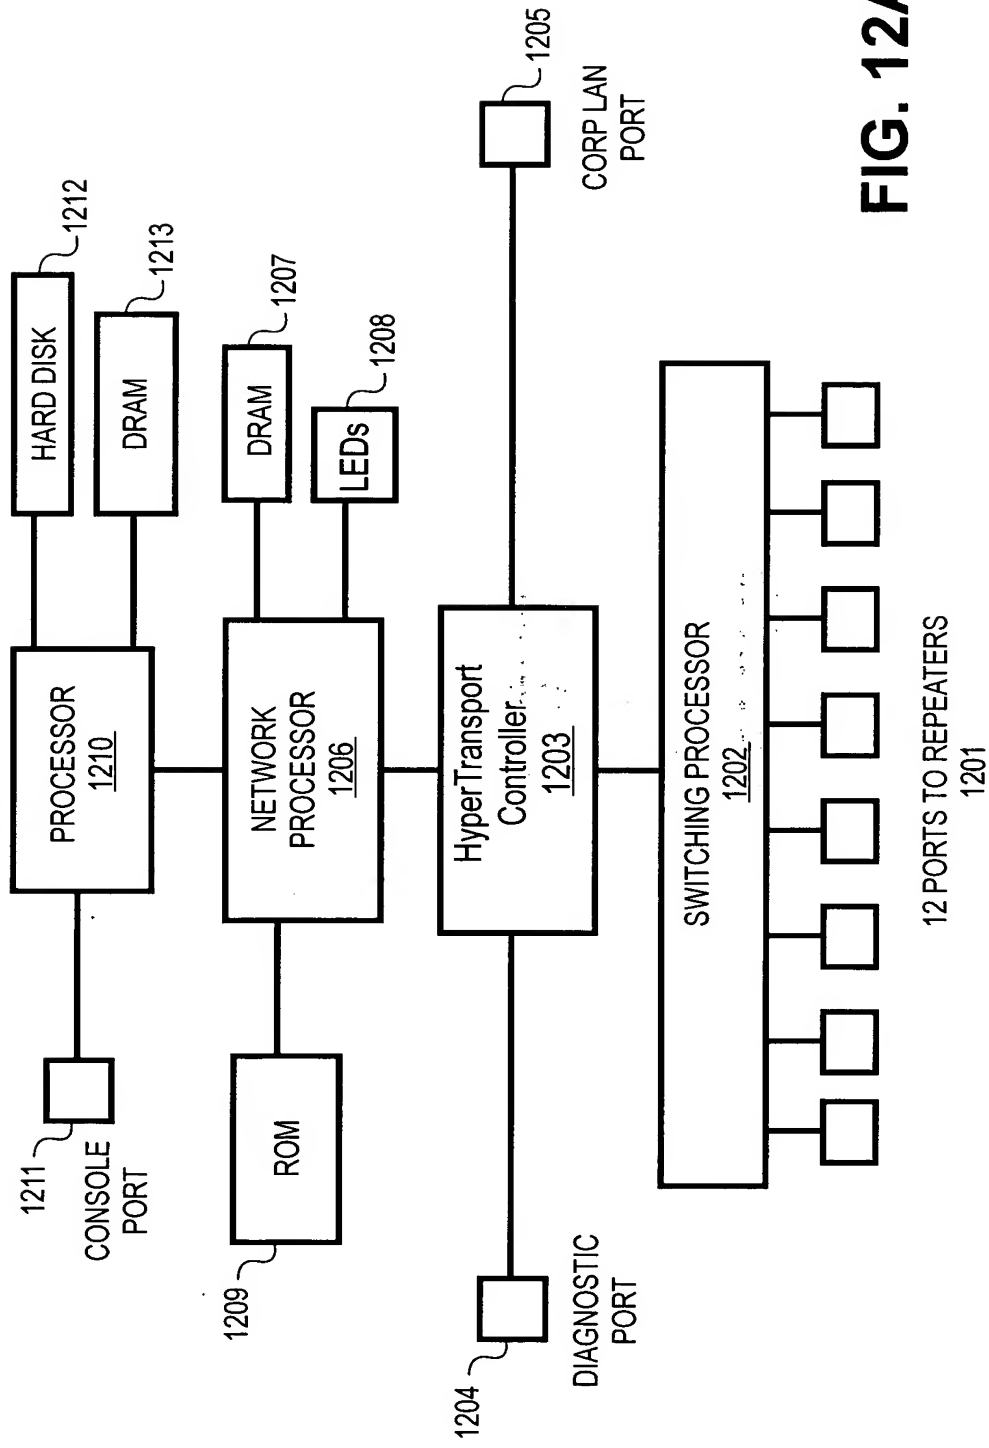 1211
CONSOLE
PORT
PROCESSOR
1210
HARD DISK
1212
DRAM
1213
1209
ROM
NETWORK
PROCESSOR
1206
DRAM
1207
LEDs
1208
1204
DIAGNOSTIC
PORT
HyperTransport
Controller
1203
1205
CORP LAN
PORT
SWITCHING PROCESSOR
1202
12 PORTS TO REPEATERS
1201
FIG. 12A